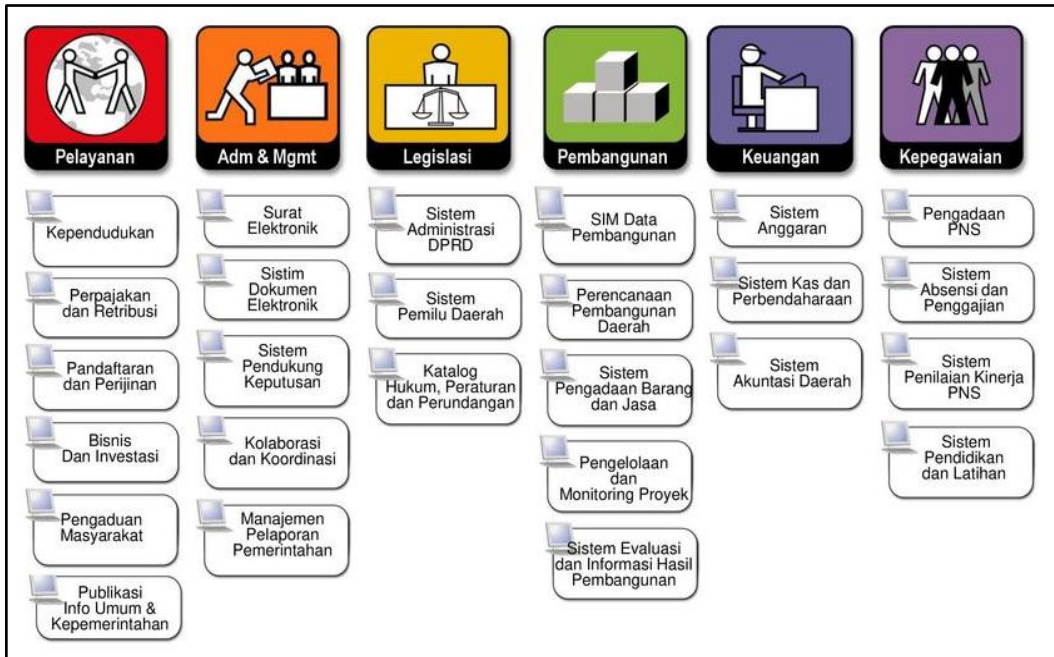 Pelayanan
Kependudukan
Perpajakan
dan Retribusi
Pandaftaran
dan Perijinan
Bisnis
Dan Investasi
Pengaduan
Masyarakat
Publikasi
Info Umum &
Kepemerintahan
Adm & Mgmt
Surat
Elektronik
Sistim
Dokumen
Elektronik
Sistem
Pendukung
Keputusan
Kolaborasi
dan Koordinasi
Manajemen
Pelaporan
Pemerintahan
Legislasi
Sistem
Administrasi
DPRD
Sistem
Pemilu Daerah
Katalog
Hukum, Peraturan
dan Perundangan
Pembangunan
SIM Data
Pembangunan
Perencanaan
Pembangunan
Daerah
Sistem
Pengadaan Barang
dan Jasa
Pengelolaan
dan
Monitoring Proyek
Sistem Evaluasi
dan Informasi Hasil
Pembangunan
Keuangan
Sistem
Anggaran
Sistem Kas dan
Perbendaharaan
Sistem
Akuntasi Daerah
Kepegawaian
Pengadaan
PNS
Sistem
Absensi dan
Penggajian
Sistem
Penilaian Kinerja
PNS
Sistem
Pendidikan
dan Latihan